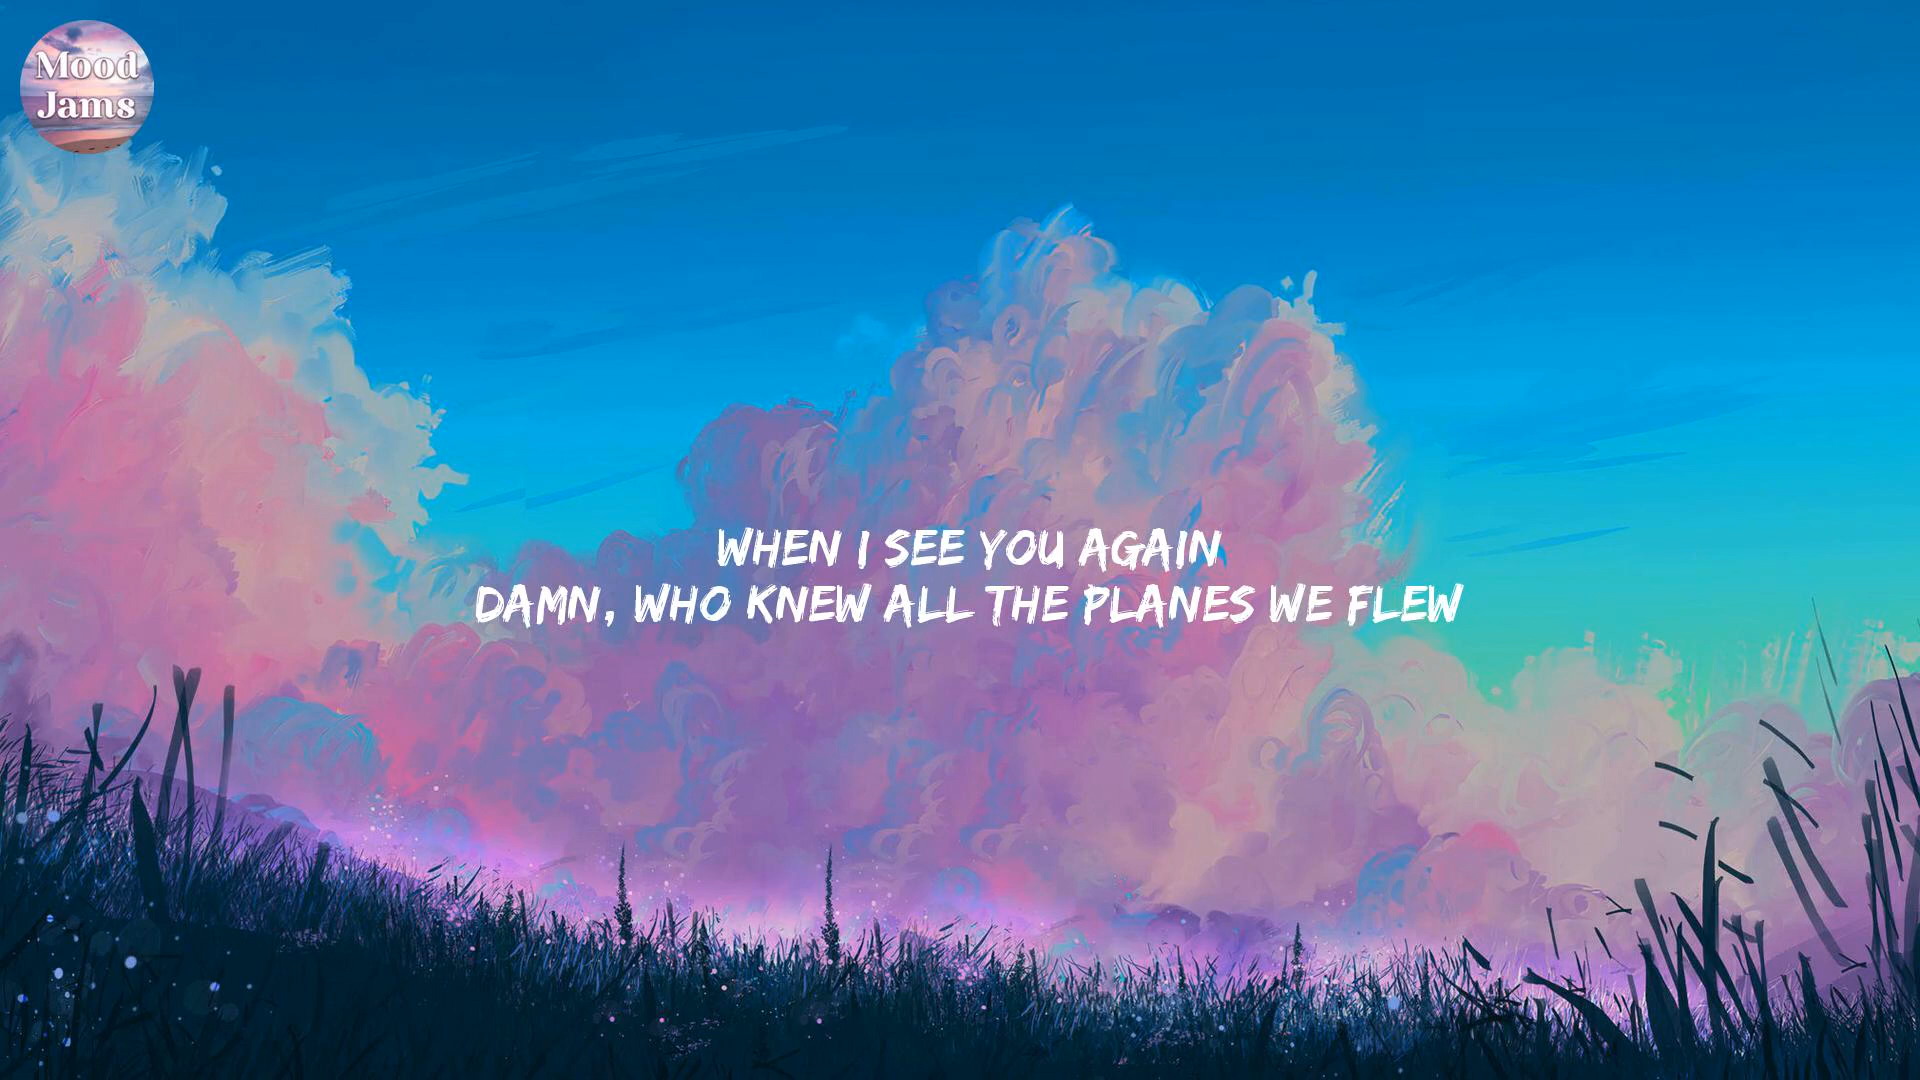 Mood
Jams
WHEN I SEE YOU AGAIN
DAMN, WHO KNEW ALL THE PLANES WE FLEW